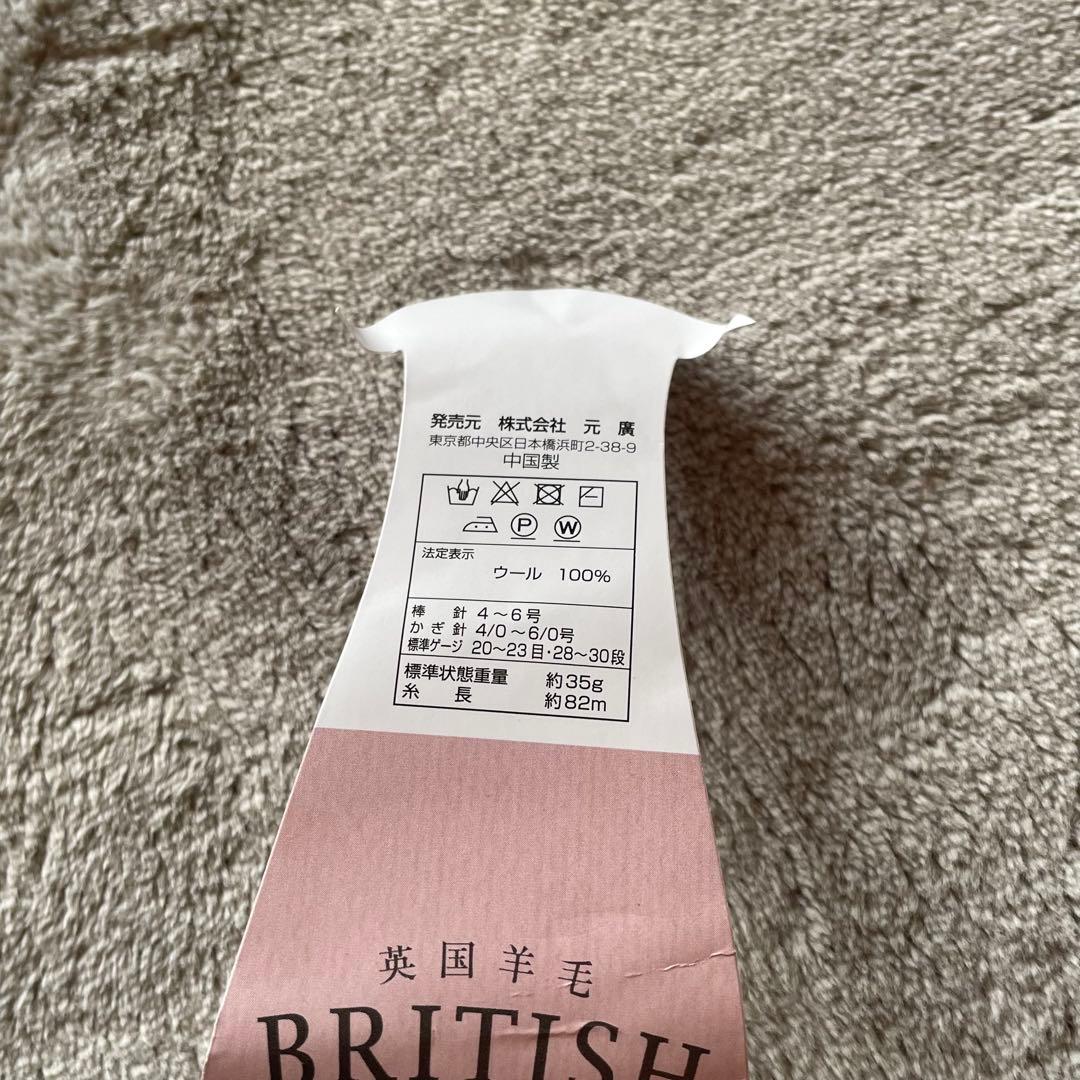 発売元 株式会社 元 廣
東京都中央区日本橋浜町2-38-9
中国製
P W
法定表示
ウール 100%
棒 針 4～6号
かぎ針 4/0～6/0号
標準ゲージ 20～23目・28～30段
標準状態重量 約35g
糸 長 約82m
英国羊毛
BRITISH